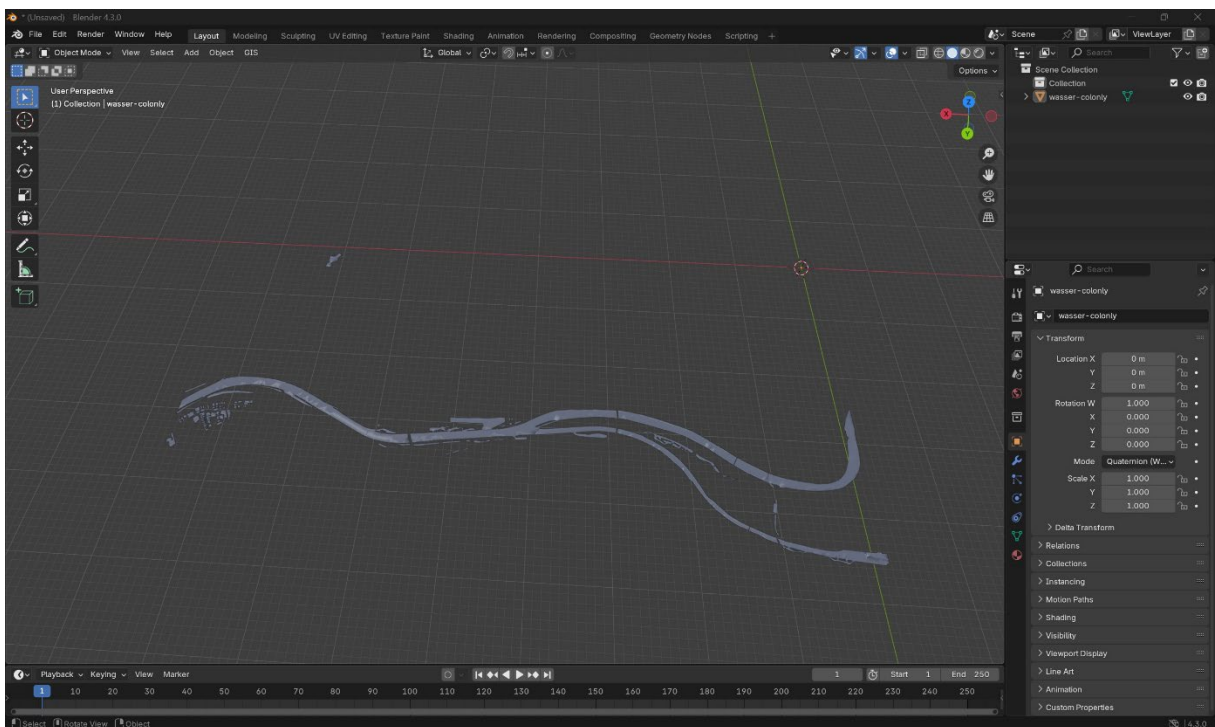 * (Unsaved) Blender 4.3.0
File Edit Render Window Help Layout Modeling Sculpting UV Editing Texture Paint Shading Animation Rendering Compositing Geometry Nodes Scripting + Scene ViewLayer
Object Mode View Select Add Object GIS Global Search
Options
User Perspective
(1) Collection | wasser-colonly
X
Y
Z
Scene Collection
Collection
wasser-colonly
Search
wasser-colonly
wasser-colonly
Transform
Location X 0 m
Y 0 m
Z 0 m
Rotation W 1.000
X 0.000
Y 0.000
Z 0.000
Mode Quaternion (W...
Scale X 1.000
Y 1.000
Z 1.000
Delta Transform
Relations
Collections
Instancing
Motion Paths
Shading
Visibility
Viewport Display
Line Art
Animation
Custom Properties
Playback Keying View Marker 1 Start 1 End 250
1 10 20 30 40 50 60 70 80 90 100 110 120 130 140 150 160 170 180 190 200 210 220 230 240 250
Select Rotate View Object 4.3.0